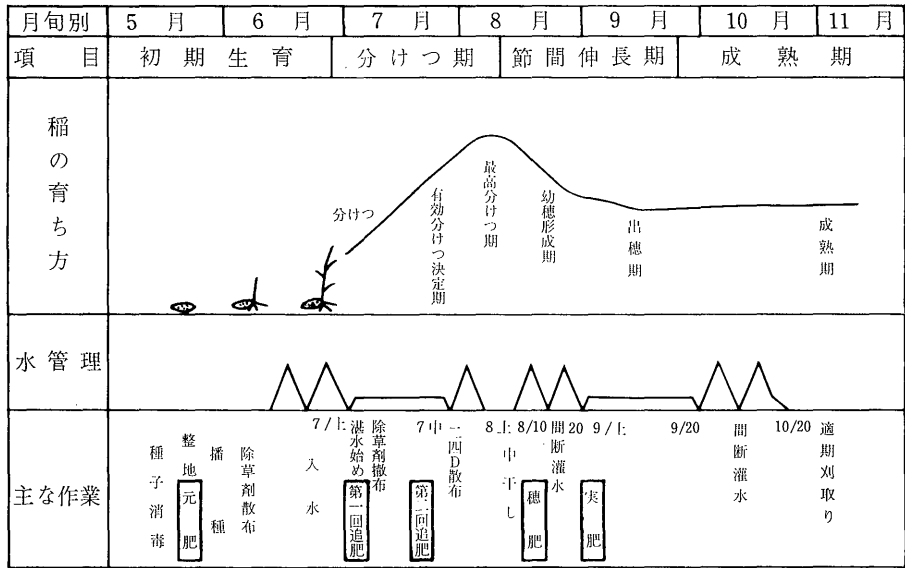 月旬別 5 月 6 月 7 月 8 月 9 月 10 月 11 月
項 目 初 期 生 育 分 け つ 期 節 間 伸 長 期 成 熟 期
稲の育ち方
分けつ
有効分けつ決定期
最高分けつ期
幼穂形成期
出穂期
成熟期
水 管 理
主な作業
7/上 7中 8上 8/10 20 9/上 9/20 10/20
種子消毒
整地
元肥
播種
除草剤散布
入水
湛水始め
第一回追肥
除草剤撒布
第二回追肥
二四D散布
中干し
穂肥
間断灌水
実肥
間断灌水
適期刈取り